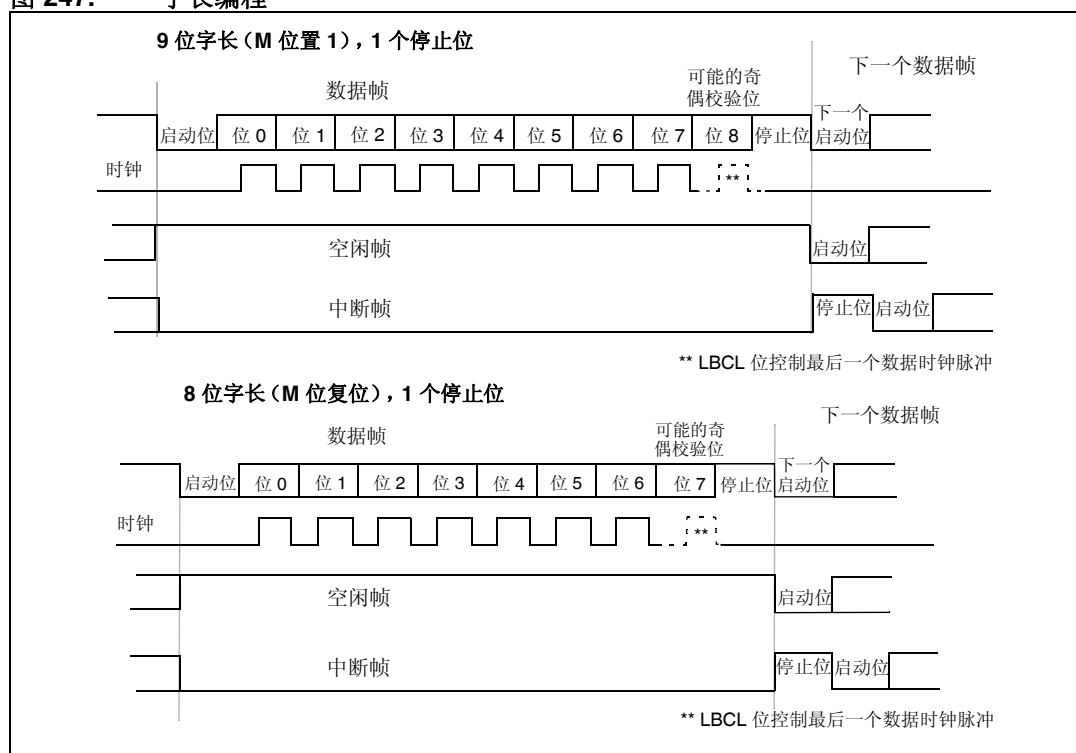 图 247. 字长编程
9 位字长（M 位置 1），1 个停止位
下一个数据帧
数据帧
可能的奇
偶校验位
下一个
启动位 位 0 位 1 位 2 位 3 位 4 位 5 位 6 位 7 位 8 停止位 启动位
时钟
**
空闲帧
启动位
中断帧
停止位 启动位
** LBCL 位控制最后一个数据时钟脉冲
8 位字长（M 位复位），1 个停止位
下一个数据帧
数据帧
可能的奇
偶校验位
下一个
启动位 位 0 位 1 位 2 位 3 位 4 位 5 位 6 位 7 停止位 启动位
时钟
**
空闲帧
启动位
中断帧
停止位 启动位
** LBCL 位控制最后一个数据时钟脉冲